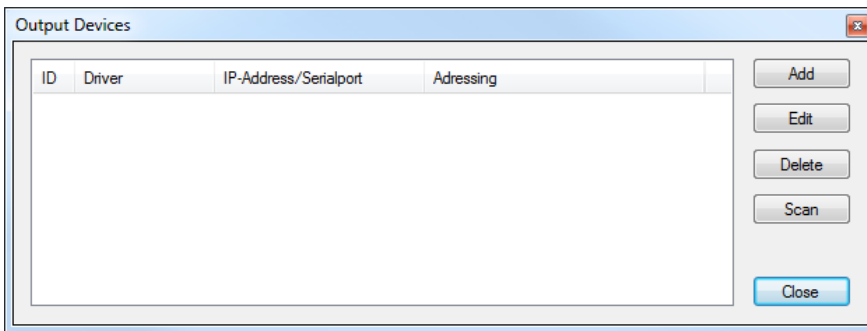 Output Devices
ID Driver IP-Address/Serialport Adressing
Add
Edit
Delete
Scan
Close